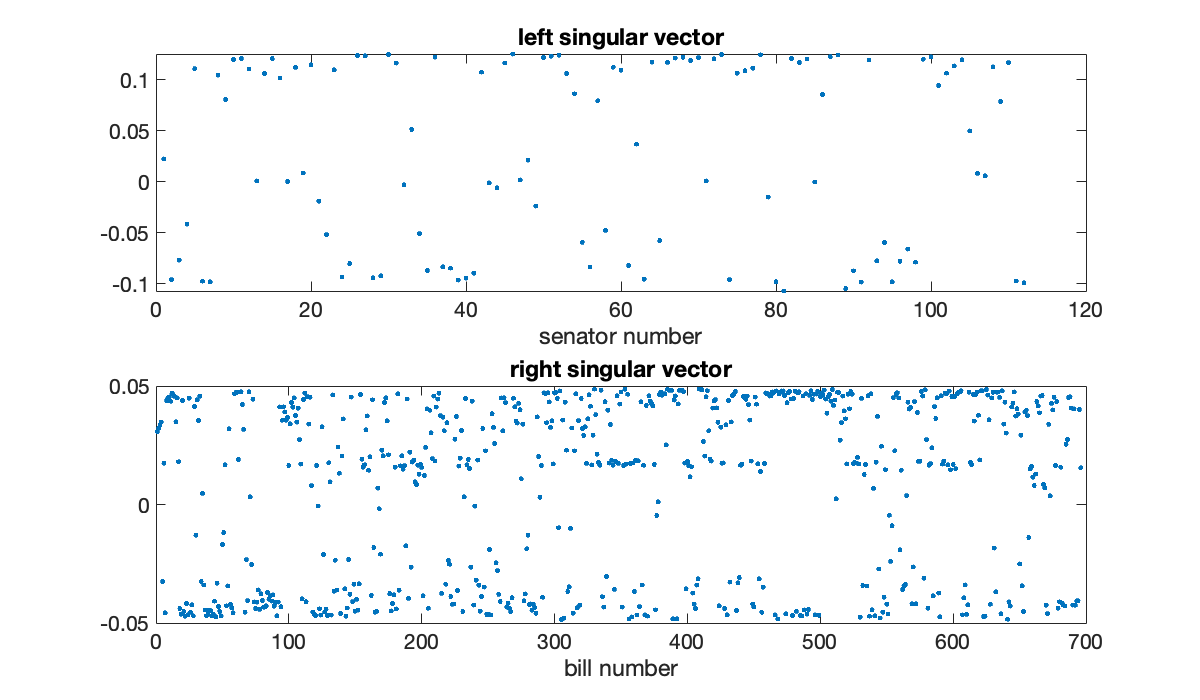 left singular vector
0.1
0.05
0
-0.05
-0.1
0 20 40 60 80 100 120
senator number
right singular vector
0.05
0
-0.05
0 100 200 300 400 500 600 700
bill number